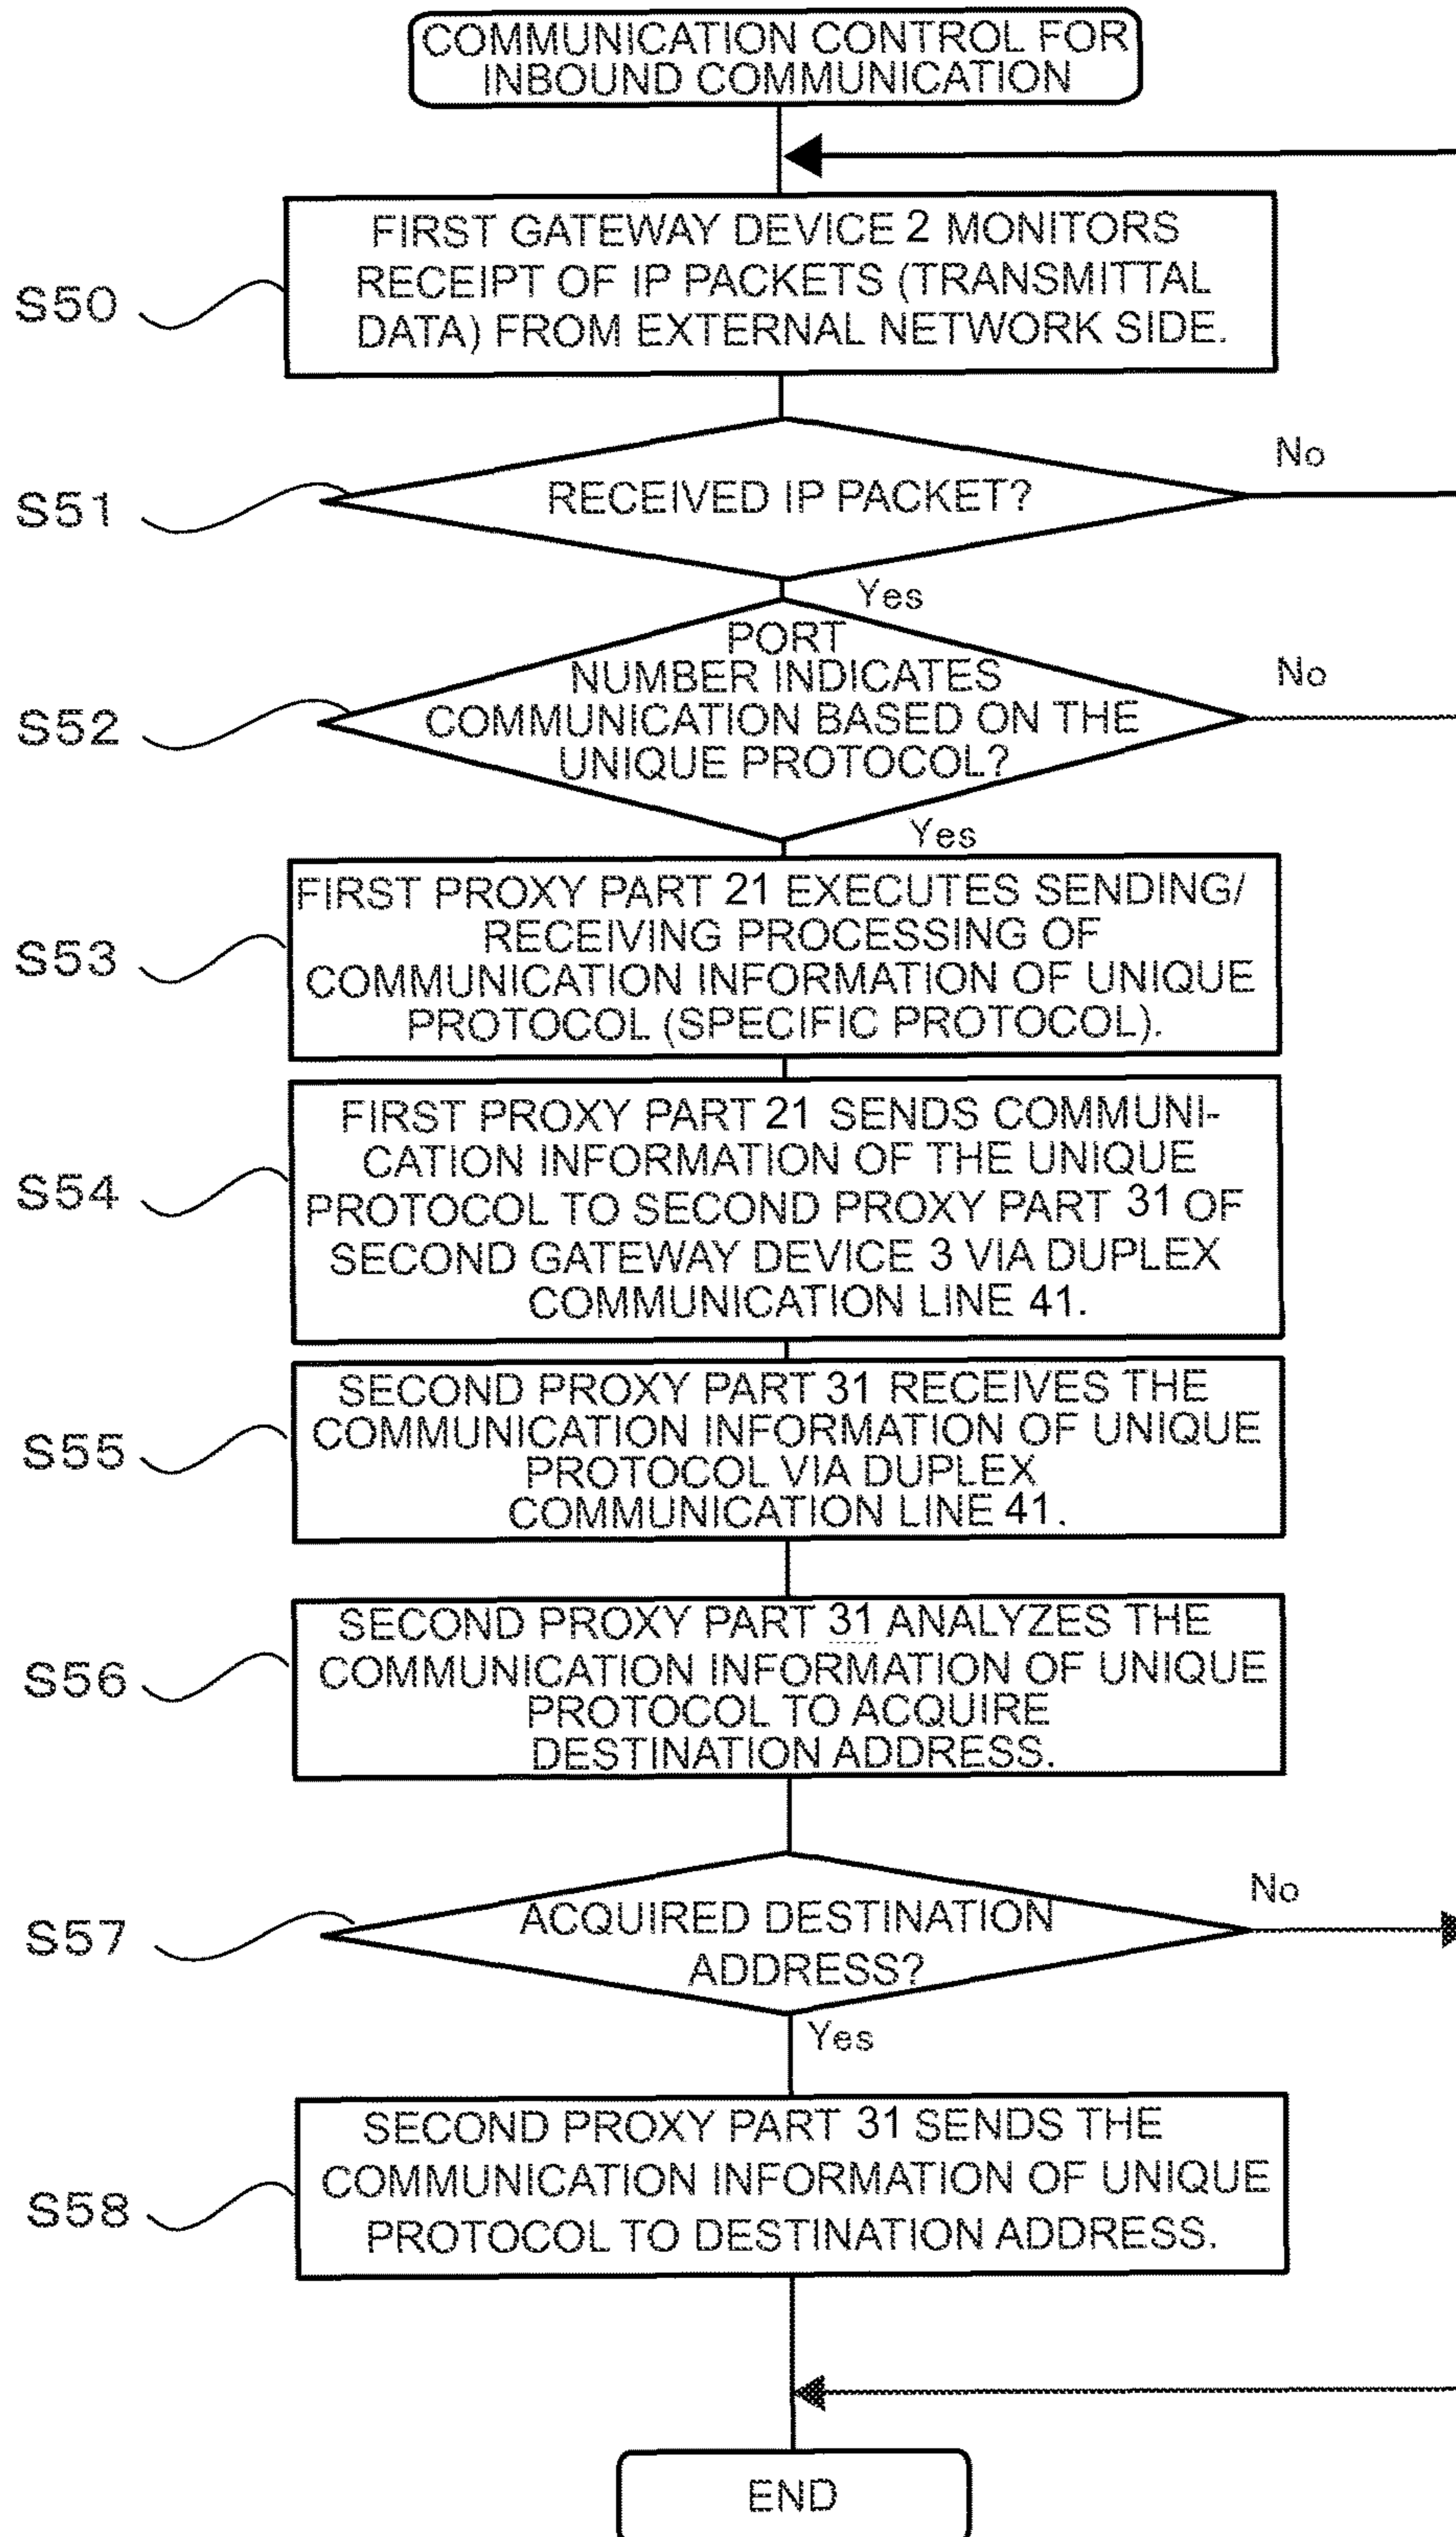 COMMUNICATION CONTROL FOR
INBOUND COMMUNICATION
S50
FIRST GATEWAY DEVICE 2 MONITORS
RECEIPT OF IP PACKETS (TRANSMITTAL
DATA) FROM EXTERNAL NETWORK SIDE.
S51
RECEIVED IP PACKET?
No
Yes
S52
PORT
NUMBER INDICATES
COMMUNICATION BASED ON THE
UNIQUE PROTOCOL?
No
Yes
S53
FIRST PROXY PART 21 EXECUTES SENDING/
RECEIVING PROCESSING OF
COMMUNICATION INFORMATION OF UNIQUE
PROTOCOL (SPECIFIC PROTOCOL).
S54
FIRST PROXY PART 21 SENDS COMMUNI-
CATION INFORMATION OF THE UNIQUE
PROTOCOL TO SECOND PROXY PART 31 OF
SECOND GATEWAY DEVICE 3 VIA DUPLEX
COMMUNICATION LINE 41.
S55
SECOND PROXY PART 31 RECEIVES THE
COMMUNICATION INFORMATION OF UNIQUE
PROTOCOL VIA DUPLEX
COMMUNICATION LINE 41.
S56
SECOND PROXY PART 31 ANALYZES THE
COMMUNICATION INFORMATION OF UNIQUE
PROTOCOL TO ACQUIRE
DESTINATION ADDRESS.
S57
ACQUIRED DESTINATION
ADDRESS?
No
Yes
S58
SECOND PROXY PART 31 SENDS THE
COMMUNICATION INFORMATION OF UNIQUE
PROTOCOL TO DESTINATION ADDRESS.
END